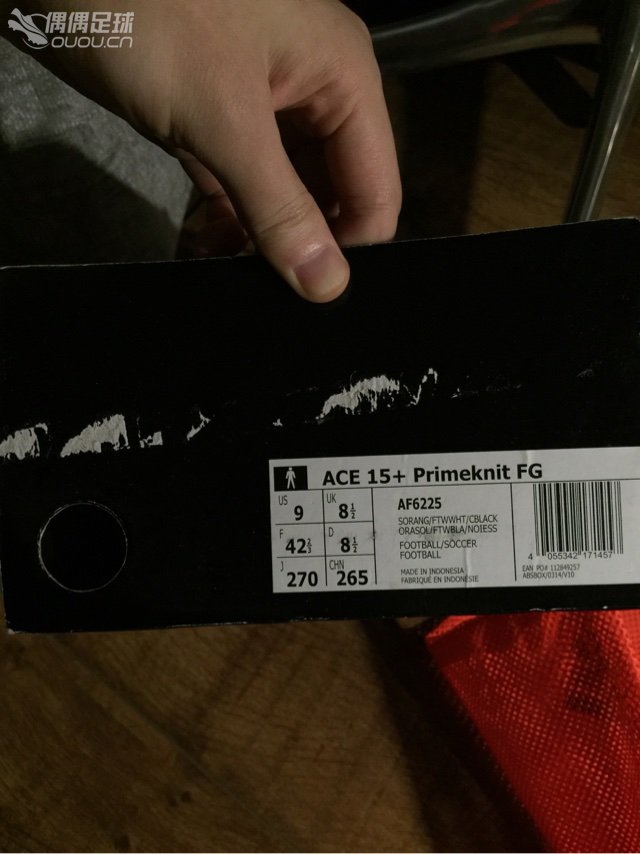 偶偶足球
OUOU.CN
ACE 15+ Primeknit FG
US
9
UK
8½
F
42⅔
D
8½
J
270
CHN
265
AF6225
SORANG/FTWWHT/CBLACK
ORASOL/FTWBLA/NOIESS
FOOTBALL/SOCCER
FOOTBALL
MADE IN INDONESIA
FABRIQUÉ EN INDONÉSIE
4 055342 171457
EAN PO# 112849257
ABSBOX/0314/V10